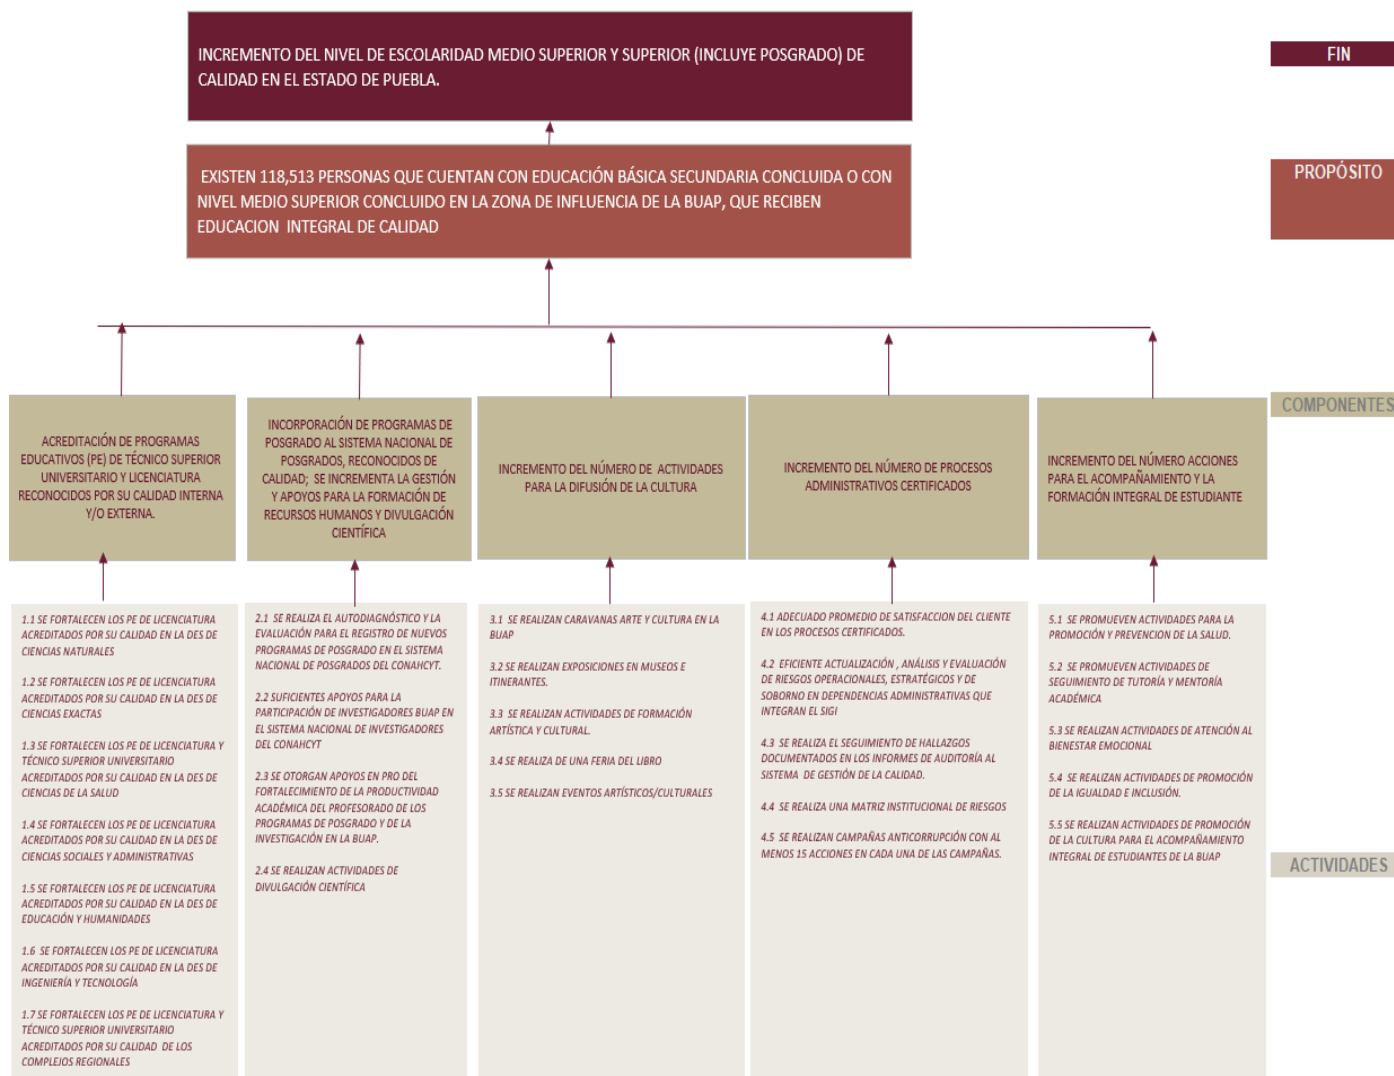 INCREMENTO DEL NIVEL DE ESCOLARIDAD MEDIO SUPERIOR Y SUPERIOR (INCLUYE POSGRADO) DE
CALIDAD EN EL ESTADO DE PUEBLA.
FIN
EXISTEN 118,513 PERSONAS QUE CUENTAN CON EDUCACIÓN BÁSICA SECUNDARIA CONCLUIDA O CON
NIVEL MEDIO SUPERIOR CONCLUIDO EN LA ZONA DE INFLUENCIA DE LA BUAP, QUE RECIBEN
EDUCACION INTEGRAL DE CALIDAD
PROPÓSITO
ACREDITACIÓN DE PROGRAMAS
EDUCATIVOS (PE) DE TÉCNICO SUPERIOR
UNIVERSITARIO Y LICENCIATURA
RECONOCIDOS POR SU CALIDAD INTERNA
Y/O EXTERNA.
INCORPORACIÓN DE PROGRAMAS DE
POSGRADO AL SISTEMA NACIONAL DE
POSGRADOS, RECONOCIDOS DE
CALIDAD; SE INCREMENTA LA GESTIÓN
Y APOYOS PARA LA FORMACIÓN DE
RECURSOS HUMANOS Y DIVULGACIÓN
CIENTÍFICA
INCREMENTO DEL NÚMERO DE ACTIVIDADES
PARA LA DIFUSIÓN DE LA CULTURA
INCREMENTO DEL NÚMERO DE PROCESOS
ADMINISTRATIVOS CERTIFICADOS
INCREMENTO DEL NÚMERO ACCIONES
PARA EL ACOMPAÑAMIENTO Y LA
FORMACIÓN INTEGRAL DE ESTUDIANTE
COMPONENTES
1.1 SE FORTALECEN LOS PE DE LICENCIATURA
ACREDITADOS POR SU CALIDAD EN LA DES DE
CIENCIAS NATURALES
1.2 SE FORTALECEN LOS PE DE LICENCIATURA
ACREDITADOS POR SU CALIDAD EN LA DES DE
CIENCIAS EXACTAS
1.3 SE FORTALECEN LOS PE DE LICENCIATURA Y
TÉCNICO SUPERIOR UNIVERSITARIO
ACREDITADOS POR SU CALIDAD EN LA DES DE
CIENCIAS DE LA SALUD
1.4 SE FORTALECEN LOS PE DE LICENCIATURA
ACREDITADOS POR SU CALIDAD EN LA DES DE
CIENCIAS SOCIALES Y ADMINISTRATIVAS
1.5 SE FORTALECEN LOS PE DE LICENCIATURA
ACREDITADOS POR SU CALIDAD EN LA DES DE
EDUCACIÓN Y HUMANIDADES
1.6 SE FORTALECEN LOS PE DE LICENCIATURA
ACREDITADOS POR SU CALIDAD EN LA DES DE
INGENIERÍA Y TECNOLOGÍA
1.7 SE FORTALECEN LOS PE DE LICENCIATURA Y
TÉCNICO SUPERIOR UNIVERSITARIO
ACREDITADOS POR SU CALIDAD DE LOS
COMPLEJOS REGIONALES
2.1 SE REALIZA EL AUTODIAGNÓSTICO Y LA
EVALUACIÓN PARA EL REGISTRO DE NUEVOS
PROGRAMAS DE POSGRADO EN EL SISTEMA
NACIONAL DE POSGRADOS DEL CONAHCYT.
2.2 SUFICIENTES APOYOS PARA LA
PARTICIPACIÓN DE INVESTIGADORES BUAP EN
EL SISTEMA NACIONAL DE INVESTIGADORES
DEL CONAHCYT
2.3 SE OTORGAN APOYOS EN PRO DEL
FORTALECIMIENTO DE LA PRODUCTIVIDAD
ACADÉMICA DEL PROFESORADO DE LOS
PROGRAMAS DE POSGRADO Y DE LA
INVESTIGACIÓN EN LA BUAP.
2.4 SE REALIZAN ACTIVIDADES DE
DIVULGACIÓN CIENTÍFICA
3.1 SE REALIZAN CARAVANAS ARTE Y CULTURA EN LA
BUAP
3.2 SE REALIZAN EXPOSICIONES EN MUSEOS E
ITINERANTES.
3.3 SE REALIZAN ACTIVIDADES DE FORMACIÓN
ARTÍSTICA Y CULTURAL.
3.4 SE REALIZA DE UNA FERIA DEL LIBRO
3.5 SE REALIZAN EVENTOS ARTÍSTICOS/CULTURALES
4.1 ADECUADO PROMEDIO DE SATISFACCION DEL CLIENTE
EN LOS PROCESOS CERTIFICADOS.
4.2 EFICIENTE ACTUALIZACIÓN , ANÁLISIS Y EVALUACIÓN
DE RIESGOS OPERACIONALES, ESTRATÉGICOS Y DE
SOBORNO EN DEPENDENCIAS ADMINISTRATIVAS QUE
INTEGRAN EL SIGI
4.3 SE REALIZA EL SEGUIMIENTO DE HALLAZGOS
DOCUMENTADOS EN LOS INFORMES DE AUDITORÍA AL
SISTEMA DE GESTIÓN DE LA CALIDAD.
4.4 SE REALIZA UNA MATRIZ INSTITUCIONAL DE RIESGOS
4.5 SE REALIZAN CAMPAÑAS ANTICORRUPCIÓN CON AL
MENOS 15 ACCIONES EN CADA UNA DE LAS CAMPAÑAS.
5.1 SE PROMUEVEN ACTIVIDADES PARA LA
PROMOCIÓN Y PREVENCION DE LA SALUD.
5.2 SE PROMUEVEN ACTIVIDADES DE
SEGUIMIENTO DE TUTORÍA Y MENTORÍA
ACADÉMICA
5.3 SE REALIZAN ACTIVIDADES DE ATENCIÓN AL
BIENESTAR EMOCIONAL
5.4 SE REALIZAN ACTIVIDADES DE PROMOCIÓN
DE LA IGUALDAD E INCLUSIÓN.
5.5 SE REALIZAN ACTIVIDADES DE PROMOCIÓN
DE LA CULTURA PARA EL ACOMPAÑAMIENTO
INTEGRAL DE ESTUDIANTES DE LA BUAP
ACTIVIDADES